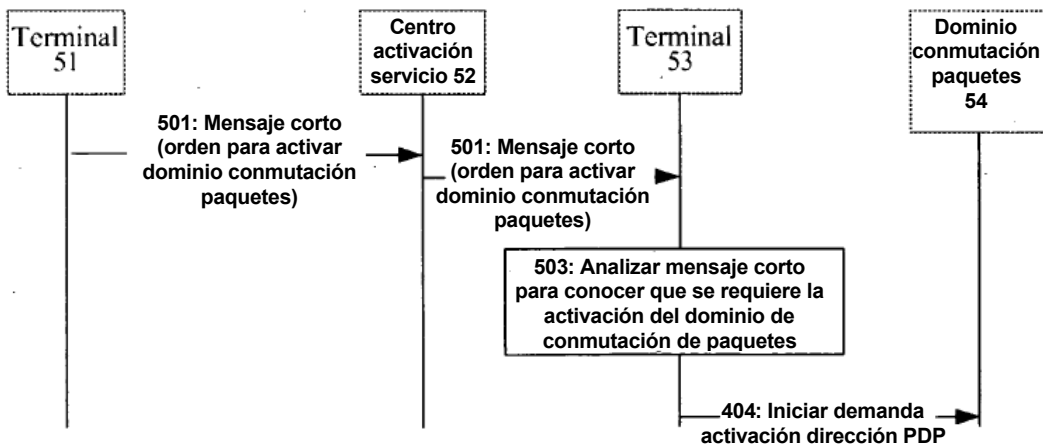 Terminal
51
Centro
activación
servicio 52
Terminal
53
Dominio
conmutación
paquetes
54
501: Mensaje corto
(orden para activar
dominio conmutación
paquetes)
501: Mensaje corto
(orden para activar
dominio conmutación
paquetes)
503: Analizar mensaje corto
para conocer que se requiere la
activación del dominio de
conmutación de paquetes
404: Iniciar demanda
activación dirección PDP